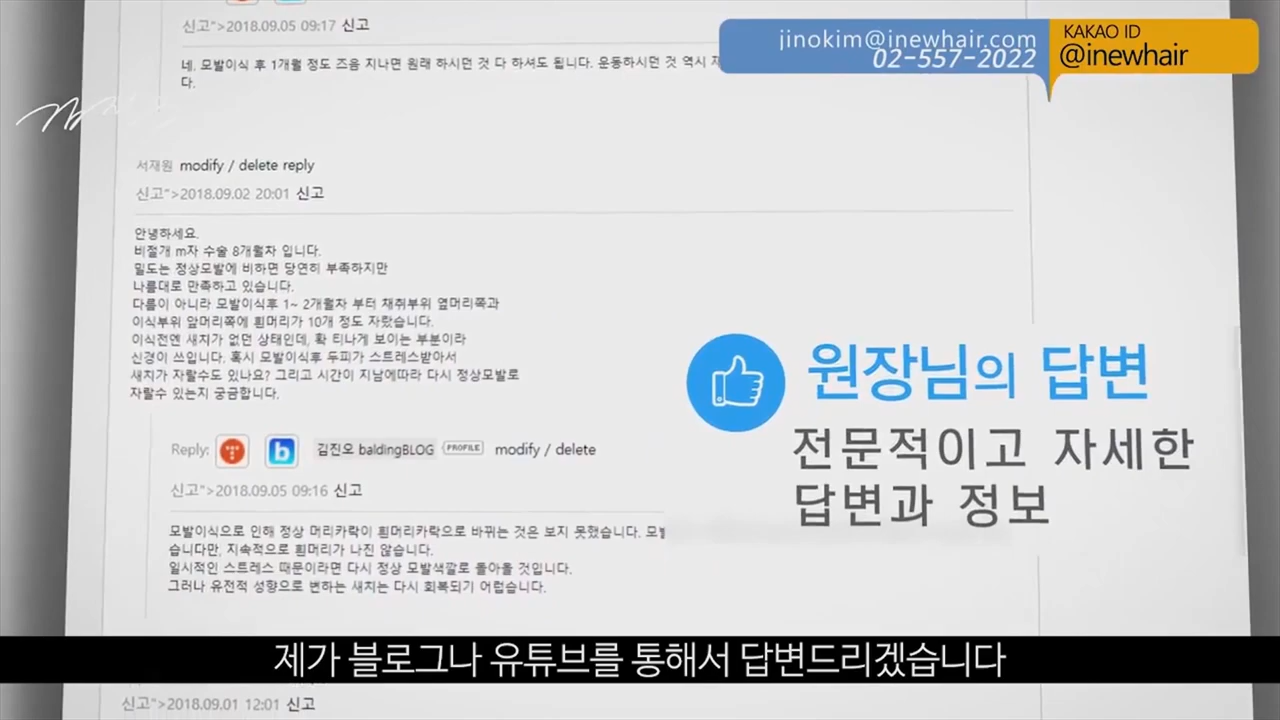 신고">2018.09.05 09:17 신고
네. 모발이식 후 1개월 정도 즈음 지나면 원래 하시던 것 다 하셔도 됩니다. 운동하시던 것 역시
다.
jinokim@inewhair.com
02-557-2022
KAKAO ID
@inewhair
서재원 modify / delete reply
신고">2018.09.02 20:01 신고
안녕하세요.
비절개 m자 수술 8개월차 입니다.
밀도는 정상모발에 비하면 당연히 부족하지만
나름대로 만족하고 있습니다.
다름이 아니라 모발이식후 1~ 2개월차 부터 채취부위 옆머리쪽과
이식부위 앞머리쪽에 흰머리가 10개 정도 자랐습니다.
이식전엔 새치가 없던 상태인데, 확 티나게 보이는 부분이라
신경이 쓰입니다. 혹시 모발이식후 두피가 스트레스받아서
새치가 자랄수도 있나요? 그리고 시간이 지남에따라 다시 정상모발로
자랄수 있는지 궁금합니다.
Reply: b 김진오 baldingBLOG PROFILE modify / delete
신고">2018.09.05 09:16 신고
모발이식으로 인해 정상 머리카락이 흰머리카락으로 바뀌는 것은 보지 못했습니다.
습니다만, 지속적으로 흰머리가 나진 않습니다.
일시적인 스트레스 때문이라면 다시 정상 모발색깔로 돌아올 것입니다.
그러나 유전적 성향으로 변하는 새치는 다시 회복되기 어렵습니다.
원장님의 답변
전문적이고 자세한
답변과 정보
제가 블로그나 유튜브를 통해서 답변드리겠습니다
신고">2018.09.01 12:01 신고